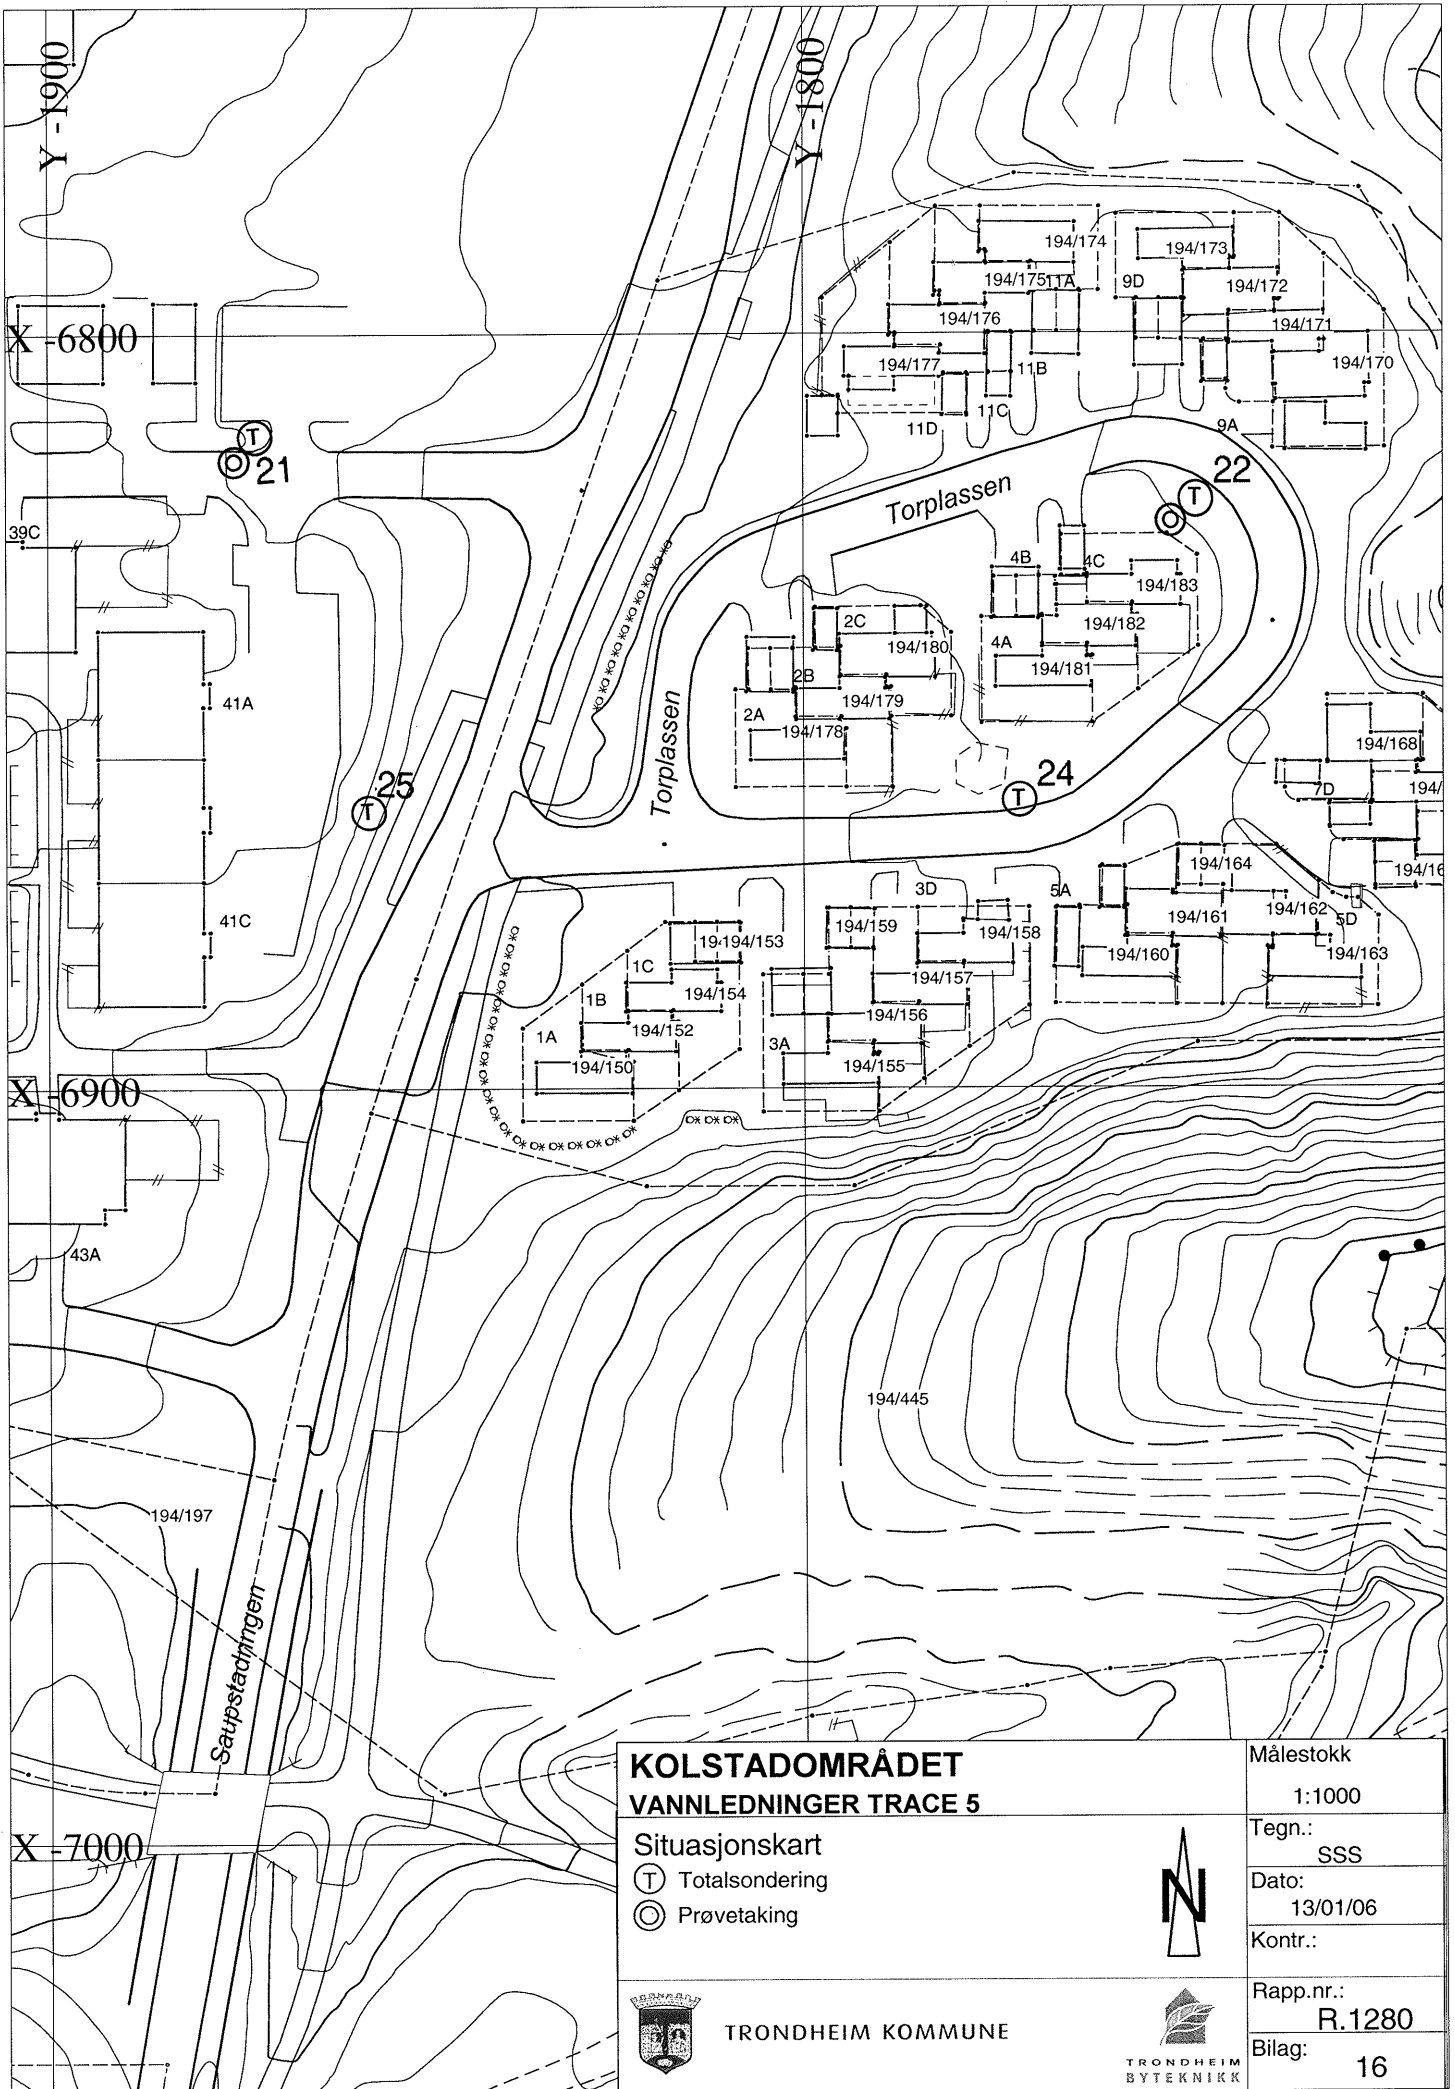 Y -1900
Y -1800
194/174
194/173
194/175
11A
9D
194/172
194/176
194/171
X -6800
194/177
11B
194/170
11C
11D
9A
T
21
Torplassen
22
T
39C
4B
4C
194/183
2C
194/182
194/180
4A
194/181
2B
194/179
41A
2A
194/178
Torplassen
194/168
25
T
24
T
7D
194/
194/164
194/16
3D
5A
41C
194/159
194/161
194/162
5D
194/153
194/158
194/160
194/163
1C
194/157
1B
194/154
194/156
1A
194/152
3A
194/150
194/155
X -6900
43A
194/445
194/197
Saupstadringen
X -7000
KOLSTADOMRÅDET
VANNLEDNINGER TRACE 5
Situasjonskart
T Totalsondering
Prøvetaking
N
Målestokk
1:1000
Tegn.:
SSS
Dato:
13/01/06
Kontr.:
Rapp.nr.:
R.1280
Bilag:
16
TRONDHEIM KOMMUNE
TRONDHEIM
BYTEKNIKK